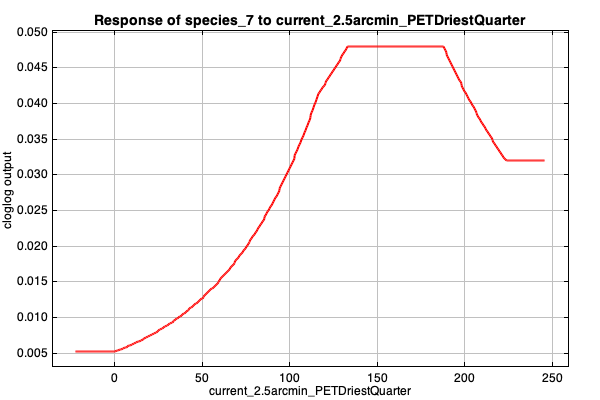 Response of species_7 to current_2.5arcmin_PETDriestQuarter
0.050
0.045
0.040
0.035
0.030
0.025
0.020
0.015
0.010
0.005
cloglog output
0 50 100 150 200 250
current_2.5arcmin_PETDriestQuarter